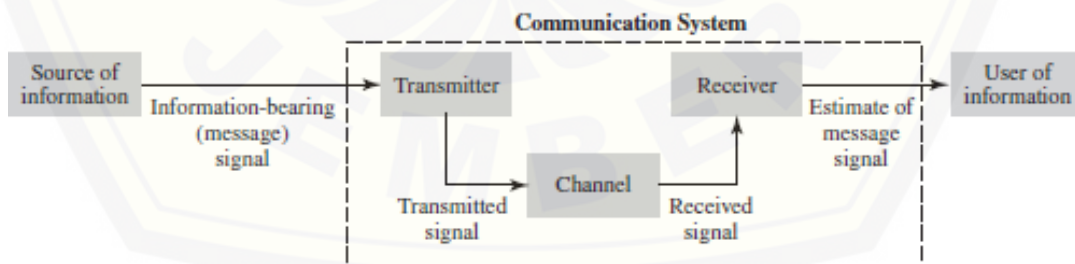 Communication System
Source of
information
Transmitter
Receiver
User of
information
Information-bearing
(message)
signal
Estimate of
message
signal
Channel
Transmitted
signal
Received
signal
JEMBER